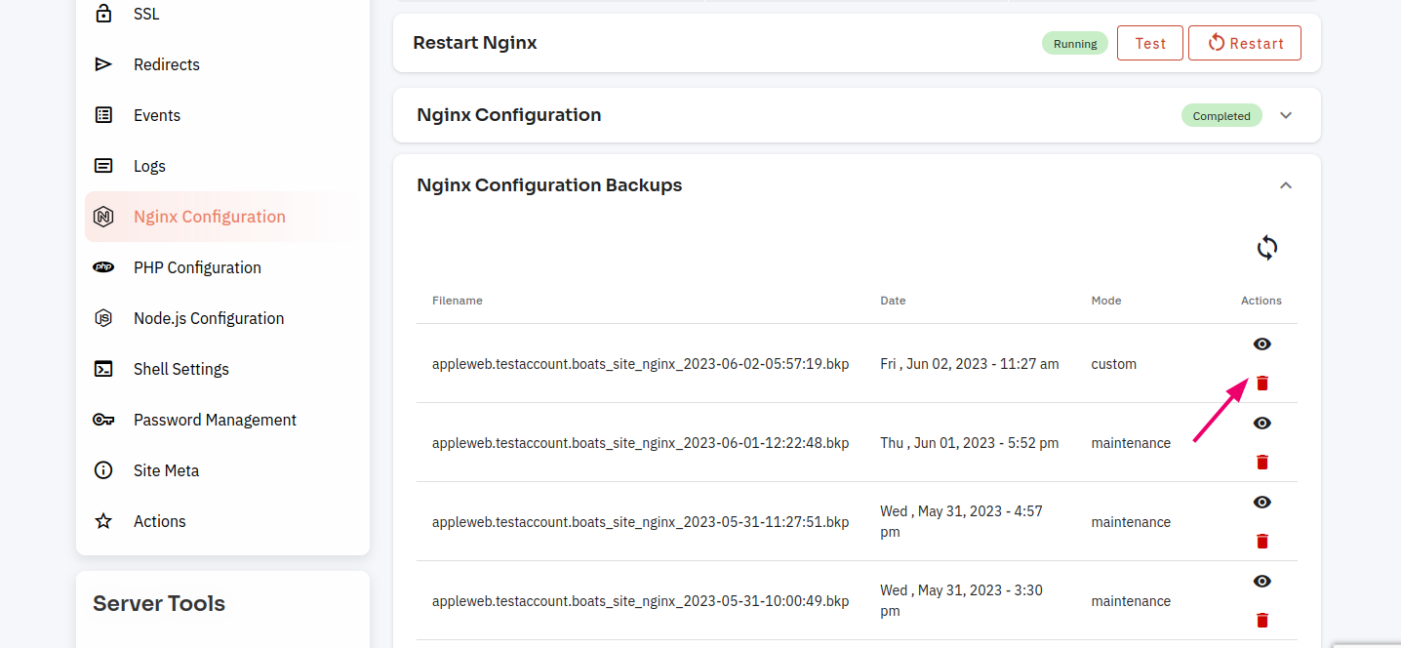 SSL
Redirects
Events
Logs
Nginx Configuration
PHP Configuration
Node.js Configuration
Shell Settings
Password Management
Site Meta
Actions
Server Tools
Restart Nginx
Running
Test
Restart
Nginx Configuration
Completed
Nginx Configuration Backups
Filename Date Mode Actions
appleweb.testaccount.boats_site_nginx_2023-06-02-05:57:19.bkp Fri , Jun 02, 2023 - 11:27 am custom
appleweb.testaccount.boats_site_nginx_2023-06-01-12:22:48.bkp Thu , Jun 01, 2023 - 5:52 pm maintenance
appleweb.testaccount.boats_site_nginx_2023-05-31-11:27:51.bkp Wed , May 31, 2023 - 4:57 pm maintenance
appleweb.testaccount.boats_site_nginx_2023-05-31-10:00:49.bkp Wed , May 31, 2023 - 3:30 pm maintenance